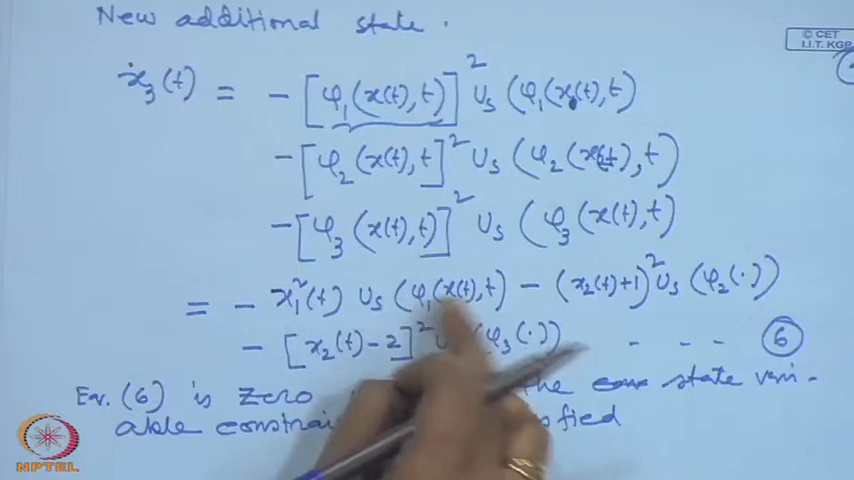 New additional state.
© CET
I.I.T. KGP
ẋ₃(t) = - [φ₁(x(t), t)]² Us (φ₁(x(t), t)
- [φ₂(x(t), t]² Us (φ₂(x(t), t)
- [φ₃(x(t), t)]² Us (φ₃(x(t), t)
= - x₁²(t) Us (φ₁(x(t), t) - (x₂(t)+1)² Us (φ₂(·))
- [x₂(t) - 2]² (φ₃(·)) . - - - ⑥
Eqn. (6) is zero the state vari-
able
NPTEL